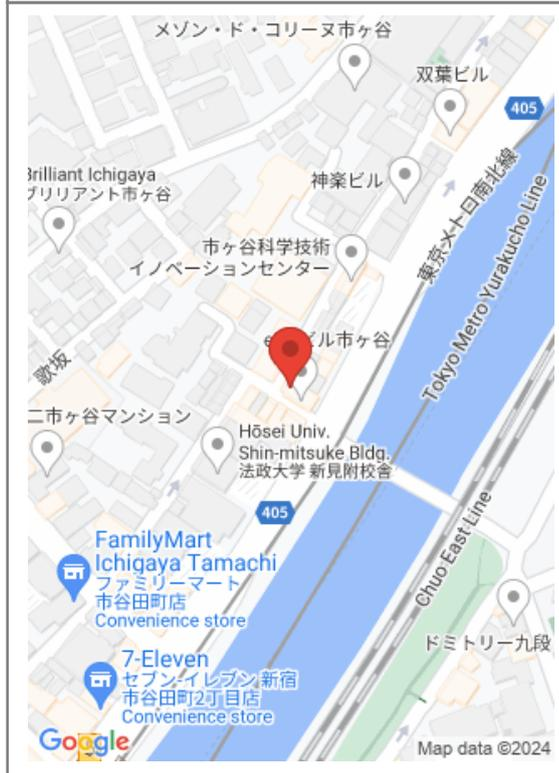 メゾン・ド・コリーヌ市ヶ谷
双葉ビル
405
Brilliant Ichigaya
ブリリアント市ヶ谷
神楽ビル
東京メトロ南北線
市ヶ谷科学技術
イノベーションセンター
Tokyo Metro Yurakucho Line
ビル市ヶ谷
歌坂
二市ヶ谷マンション
Hōsei Univ.
Shin-mitsuke Bldg.
法政大学 新見附校舎
405
Chuo East Line
FamilyMart
Ichigaya Tamachi
ファミリーマート
市谷田町店
Convenience store
ドミトリー九段
7-Eleven
セブン-イレブン 新宿
市谷田町2丁目店
Convenience store
Google
Map data ©2024